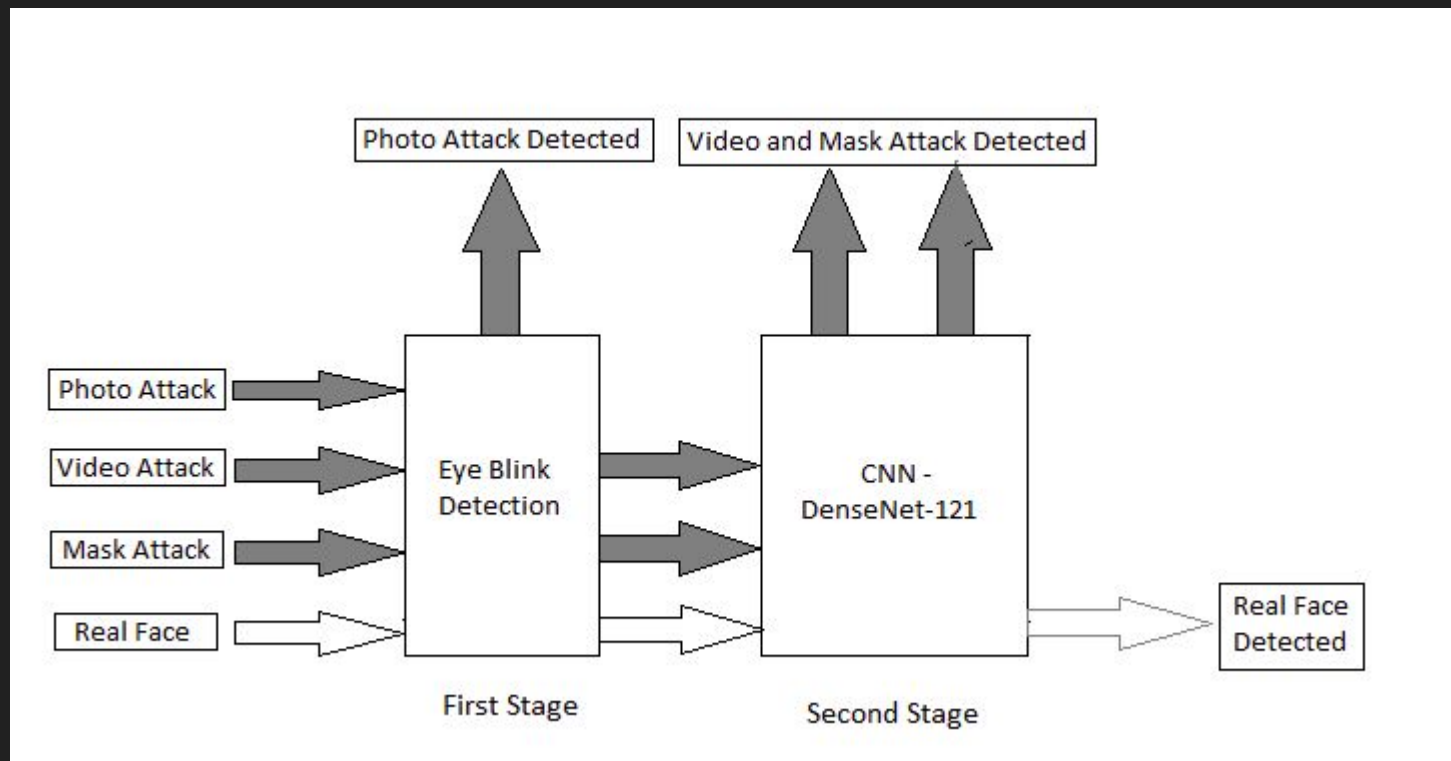 Photo Attack Detected
Video and Mask Attack Detected
Photo Attack
Video Attack
Mask Attack
Real Face
Eye Blink
Detection
CNN -
DenseNet-121
Real Face
Detected
First Stage
Second Stage